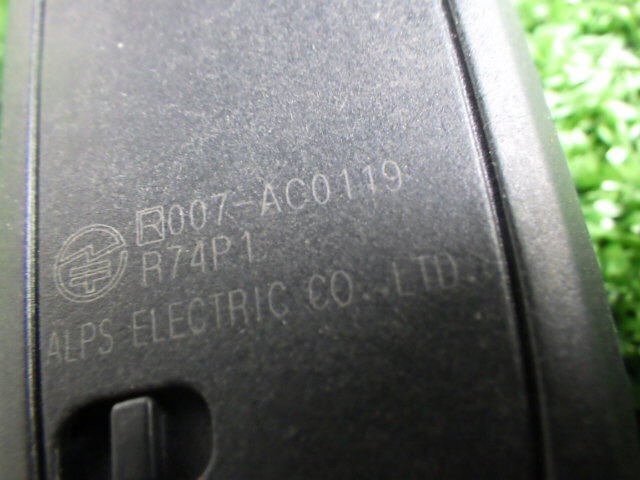 R007-AC0119
R74P1
ALPS ELECTRIC CO.,LTD.